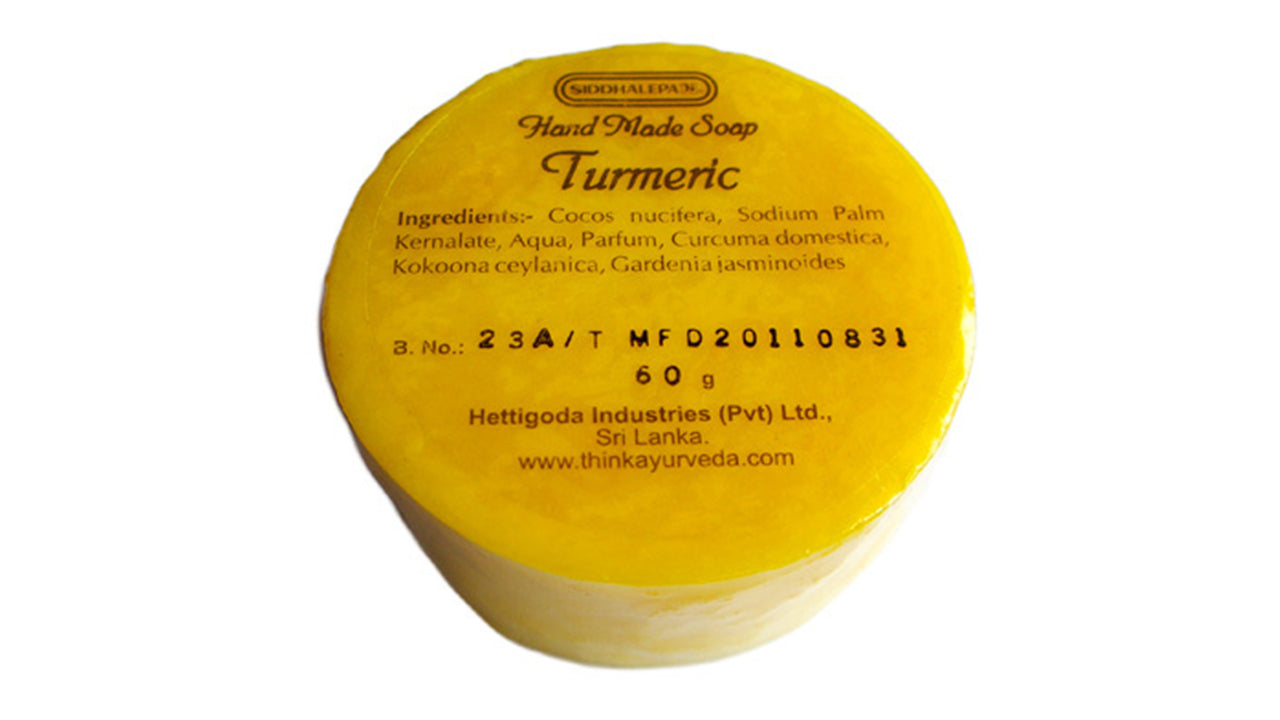 SIDDHALEPA
Hand Made Soap
Turmeric
Ingredients:- Cocos nucifera, Sodium Palm
Kernalate, Aqua, Parfum, Curcuma domestica,
Kokoona ceylanica, Gardenia jasminoides
B. No.: 23A/T MFD20110831
60 g
Hettigoda Industries (Pvt) Ltd.,
Sri Lanka.
www.thinkayurveda.com